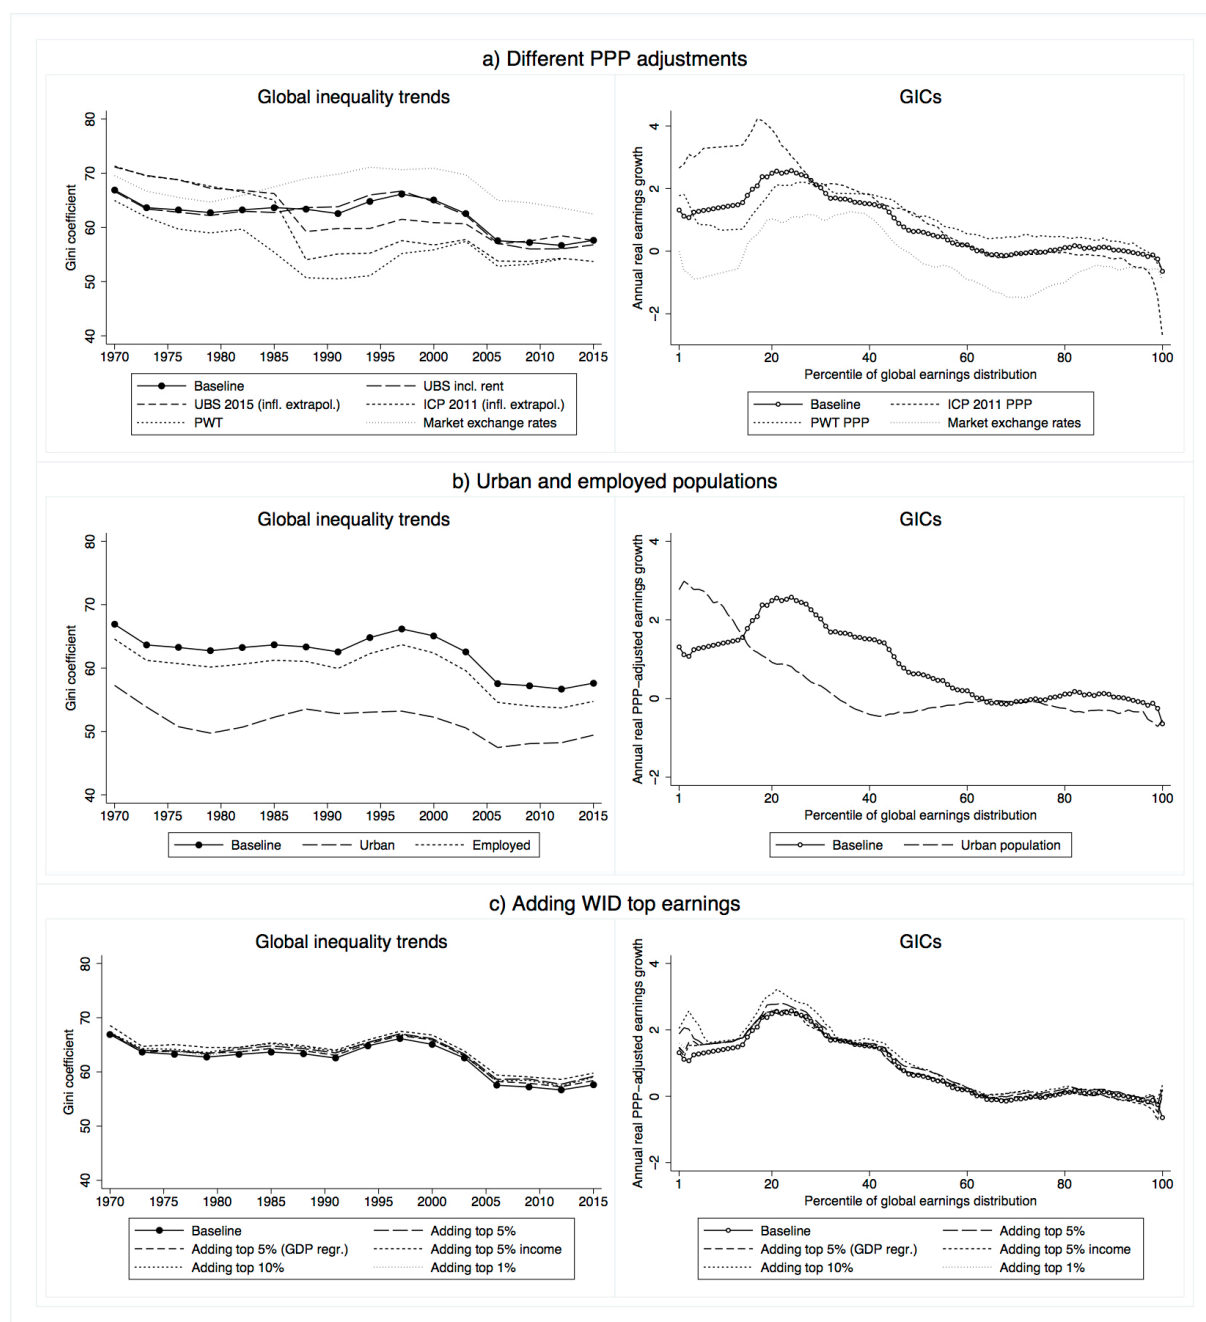 a) Different PPP adjustments
Global inequality trends
Gini coefficient
80
70
60
50
40
1970 1975 1980 1985 1990 1995 2000 2005 2010 2015
Baseline UBS incl. rent
UBS 2015 (infl. extrapol.) ICP 2011 (infl. extrapol.)
PWT Market exchange rates
GICs
Annual real earnings growth
4
2
0
−2
1 20 40 60 80 100
Percentile of global earnings distribution
Baseline ICP 2011 PPP
PWT PPP Market exchange rates
b) Urban and employed populations
Global inequality trends
Gini coefficient
80
70
60
50
40
1970 1975 1980 1985 1990 1995 2000 2005 2010 2015
Baseline Urban Employed
GICs
Annual real PPP−adjusted earnings growth
4
2
0
−2
1 20 40 60 80 100
Percentile of global earnings distribution
Baseline Urban population
c) Adding WID top earnings
Global inequality trends
Gini coefficient
80
70
60
50
40
1970 1975 1980 1985 1990 1995 2000 2005 2010 2015
Baseline Adding top 5%
Adding top 5% (GDP regr.) Adding top 5% income
Adding top 10% Adding top 1%
GICs
Annual real PPP−adjusted earnings growth
4
2
0
−2
1 20 40 60 80 100
Percentile of global earnings distribution
Baseline Adding top 5%
Adding top 5% (GDP regr.) Adding top 5% income
Adding top 10% Adding top 1%